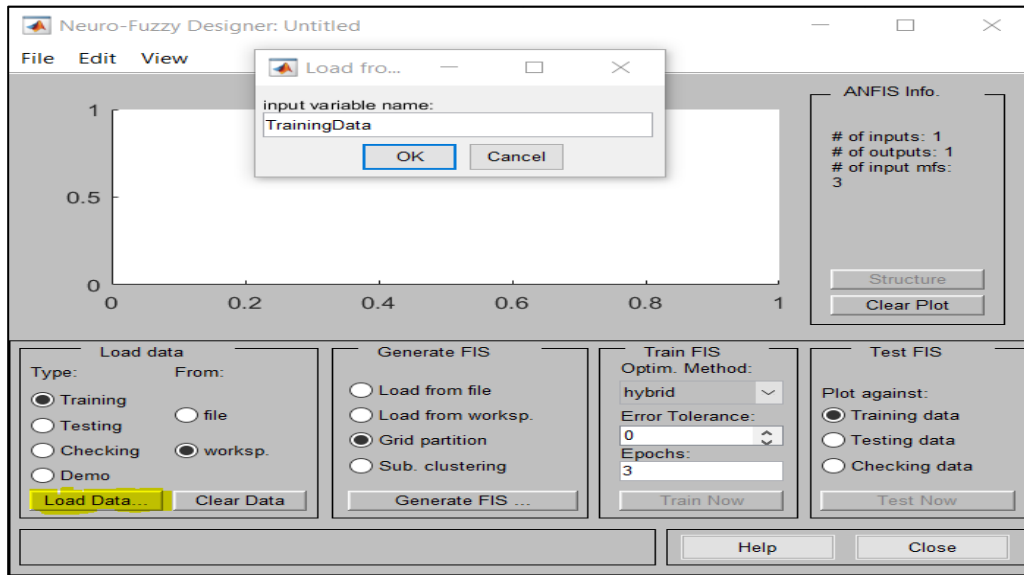 Neuro-Fuzzy Designer: Untitled
File Edit View
Load fro...
input variable name:
TrainingData
OK Cancel
1
0.5
0
0 0.2 0.4 0.6 0.8 1
ANFIS Info.
# of inputs: 1
# of outputs: 1
# of input mfs:
3
Structure
Clear Plot
Load data
Type: From:
Training
file
Testing
Checking
worksp.
Demo
Load Data... Clear Data
Generate FIS
Load from file
Load from worksp.
Grid partition
Sub. clustering
Generate FIS ...
Train FIS
Optim. Method:
hybrid
Error Tolerance:
0
Epochs:
3
Train Now
Test FIS
Plot against:
Training data
Testing data
Checking data
Test Now
Help Close